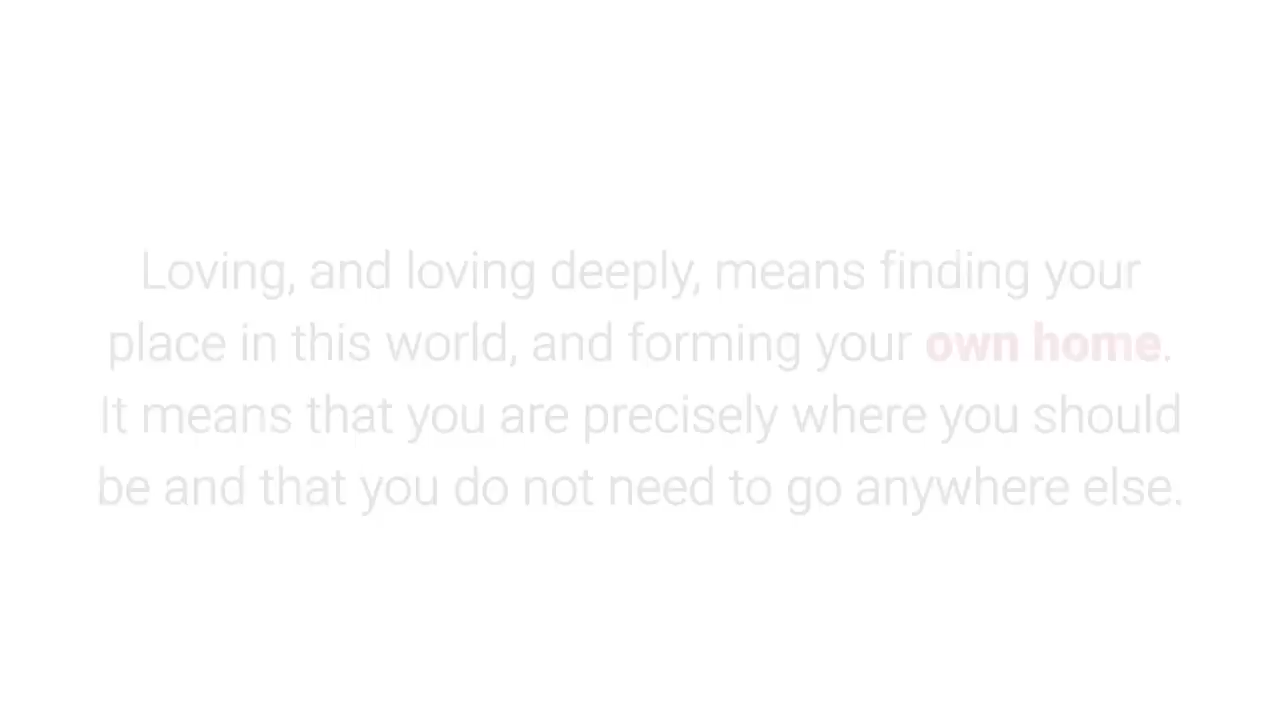 Loving, and loving deeply, means finding your
place in this world, and forming your own home.
It means that you are precisely where you should
be and that you do not need to go anywhere else.